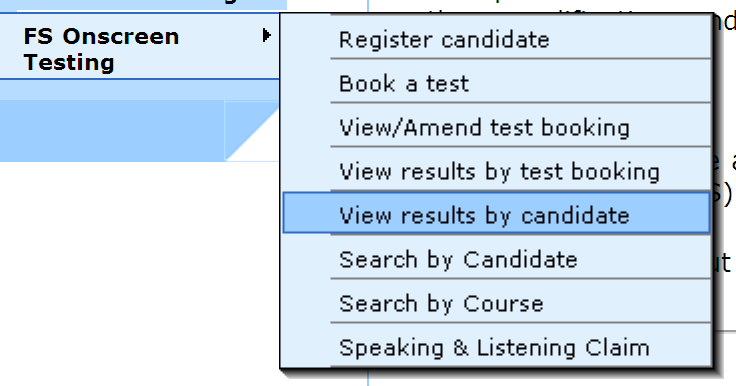 FS Onscreen
Testing
Register candidate
Book a test
View/Amend test booking
View results by test booking
View results by candidate
Search by Candidate
Search by Course
Speaking & Listening Claim